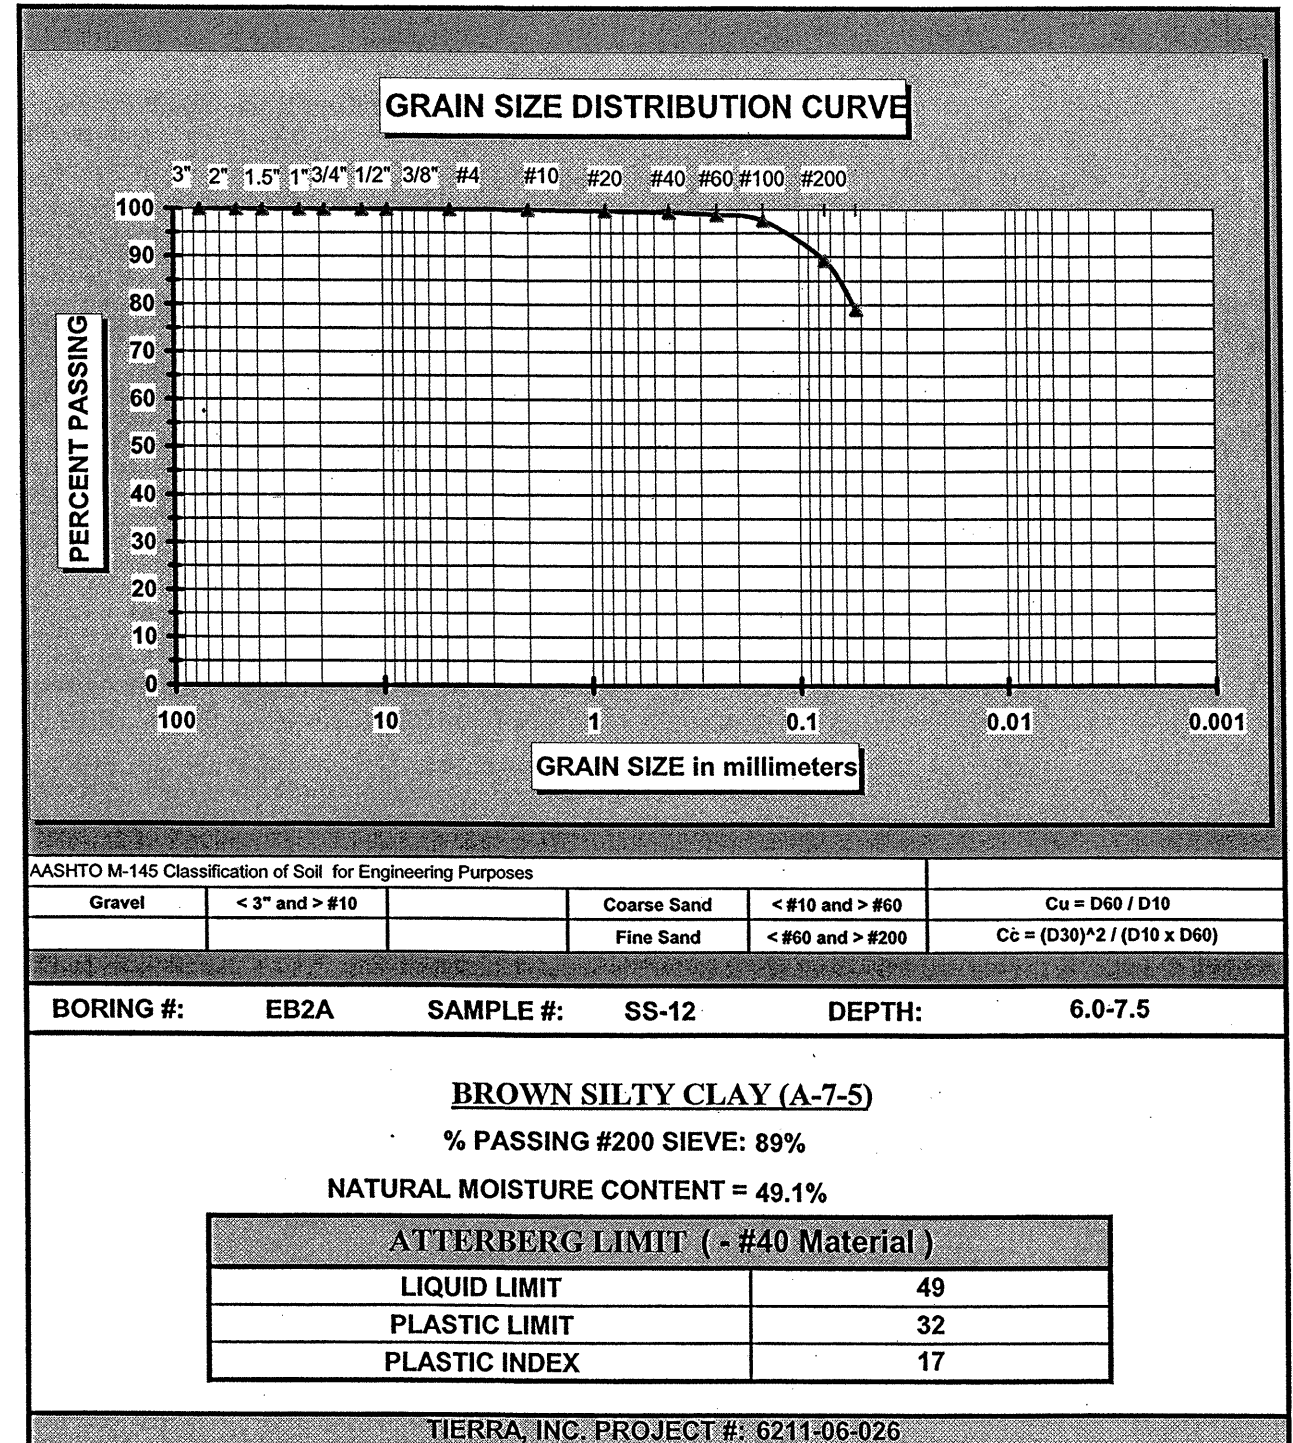 GRAIN SIZE DISTRIBUTION CURVE
3" 2" 1.5" 1" 3/4" 1/2" 3/8" #4 #10 #20 #40 #60 #100 #200
100
90
80
70
60
50
40
30
20
10
0
PERCENT PASSING
100 10 1 0.1 0.01 0.001
GRAIN SIZE in millimeters
AASHTO M-145 Classification of Soil for Engineering Purposes
Gravel < 3" and > #10 Coarse Sand < #10 and > #60 Cu = D60 / D10
Fine Sand < #60 and > #200 Cc = (D30)^2 / (D10 x D60)
BORING #: EB2A SAMPLE #: SS-12 DEPTH: 6.0-7.5
BROWN SILTY CLAY (A-7-5)
% PASSING #200 SIEVE: 89%
NATURAL MOISTURE CONTENT = 49.1%
ATTERBERG LIMIT ( - #40 Material )
LIQUID LIMIT 49
PLASTIC LIMIT 32
PLASTIC INDEX 17
TIERRA, INC. PROJECT #: 6211-06-026